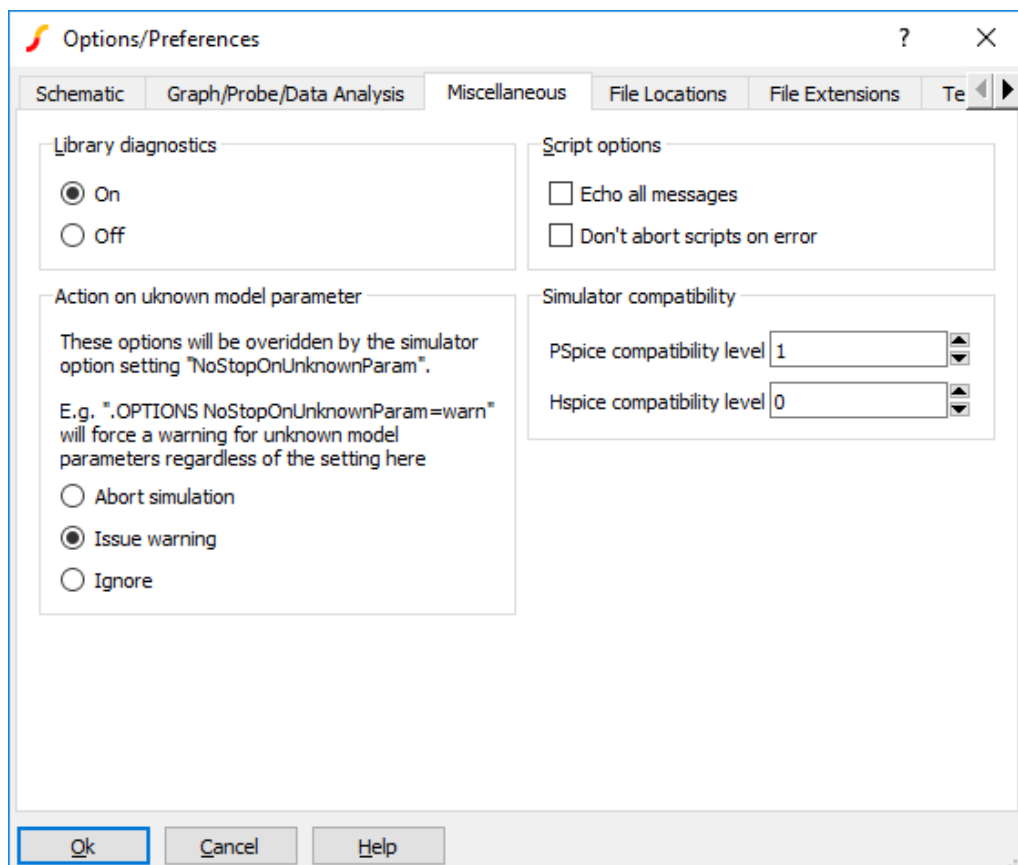 Options/Preferences
?
Schematic
Graph/Probe/Data Analysis
Miscellaneous
File Locations
File Extensions
Te
Library diagnostics
On
Off
Action on uknown model parameter
These options will be overidden by the simulator
option setting "NoStopOnUnknownParam".
E.g. ".OPTIONS NoStopOnUnknownParam=warn"
will force a warning for unknown model
parameters regardless of the setting here
Abort simulation
Issue warning
Ignore
Script options
Echo all messages
Don't abort scripts on error
Simulator compatibility
PSpice compatibility level 1
Hspice compatibility level 0
Ok
Cancel
Help